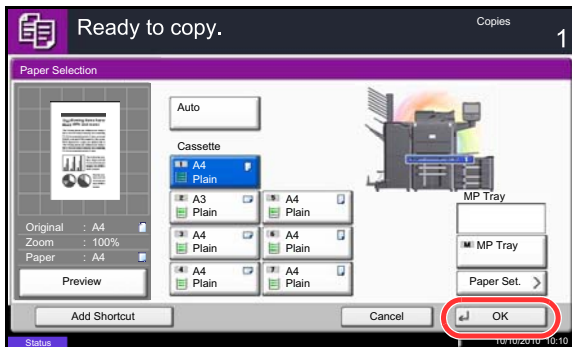 Ready to copy.
Copies
1
Paper Selection
Auto
Cassette
1 A4
Plain
2 A3
Plain
5 A4
Plain
3 A4
Plain
6 A4
Plain
4 A4
Plain
7 A4
Plain
MP Tray
M MP Tray
Original : A4
Zoom : 100%
Paper : A4
Preview
Paper Set.
Add Shortcut
Cancel
OK
Status
10/10/2010 10:10